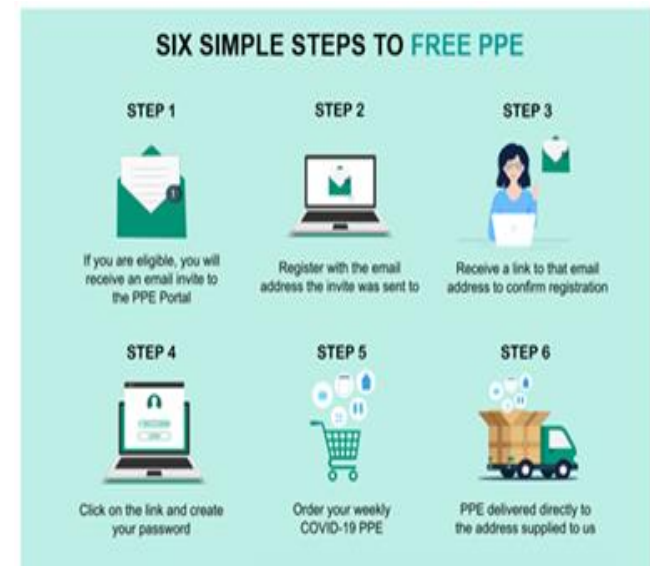 SIX SIMPLE STEPS TO FREE PPE
STEP 1
If you are eligible, you will
receive an email invite to
the PPE Portal
STEP 2
Register with the email
address the invite was sent to
STEP 3
Receive a link to that email
address to confirm registration
STEP 4
Click on the link and create
your password
STEP 5
Order your weekly
COVID-19 PPE
STEP 6
PPE delivered directly to
the address supplied to us